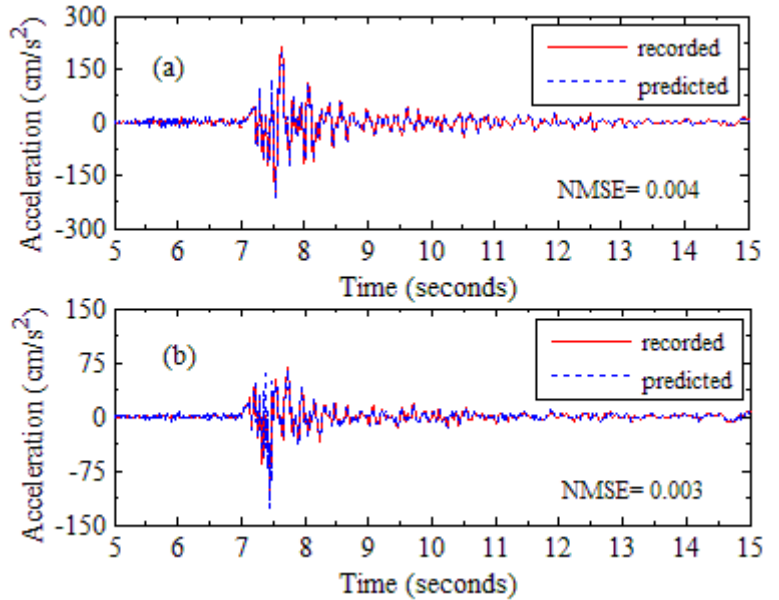 300
150
0
-150
-300
Acceleration (cm/s²)
(a)
recorded
predicted
NMSE= 0.004
5 6 7 8 9 10 11 12 13 14 15
Time (seconds)
150
75
0
-75
-150
Acceleration (cm/s²)
(b)
recorded
predicted
NMSE= 0.003
5 6 7 8 9 10 11 12 13 14 15
Time (seconds)